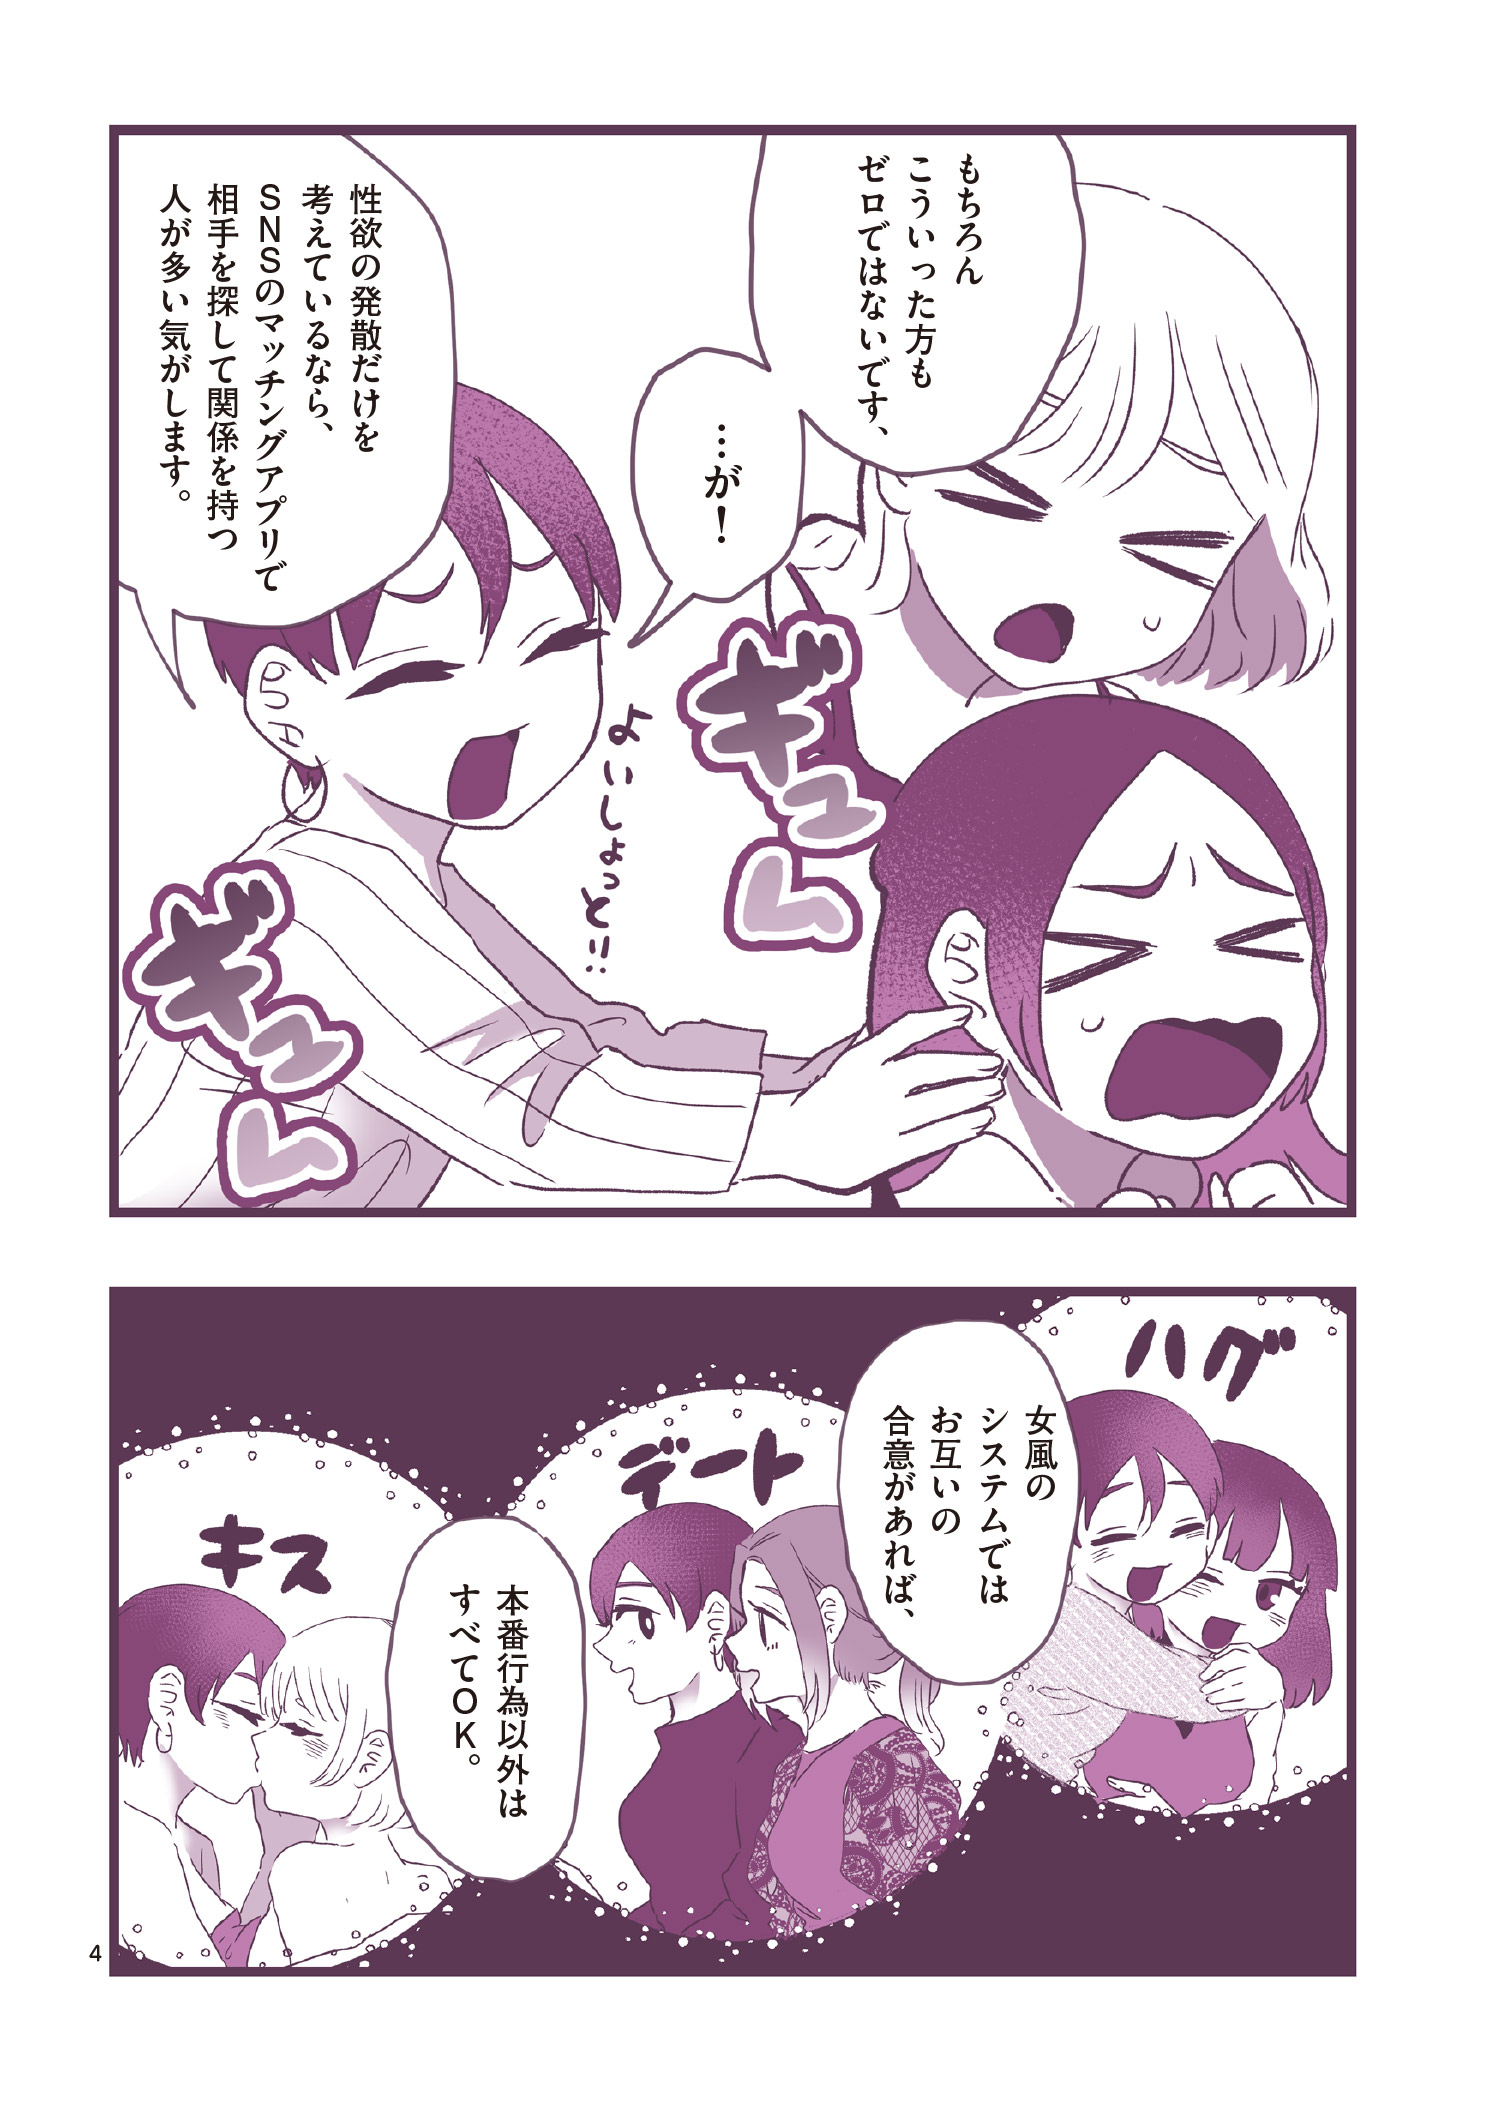 もちろん
こういった方も
ゼロではないです、
…が！
ギュム
よいしょっと!!
性欲の発散だけを
考えているなら、
SNSのマッチングアプリで
相手を探して関係を持つ
人が多い気がします。
ギュム
ハグ
女風の
システムでは
お互いの
合意があれば、
デート
本番行為以外は
すべてOK。
キス
4